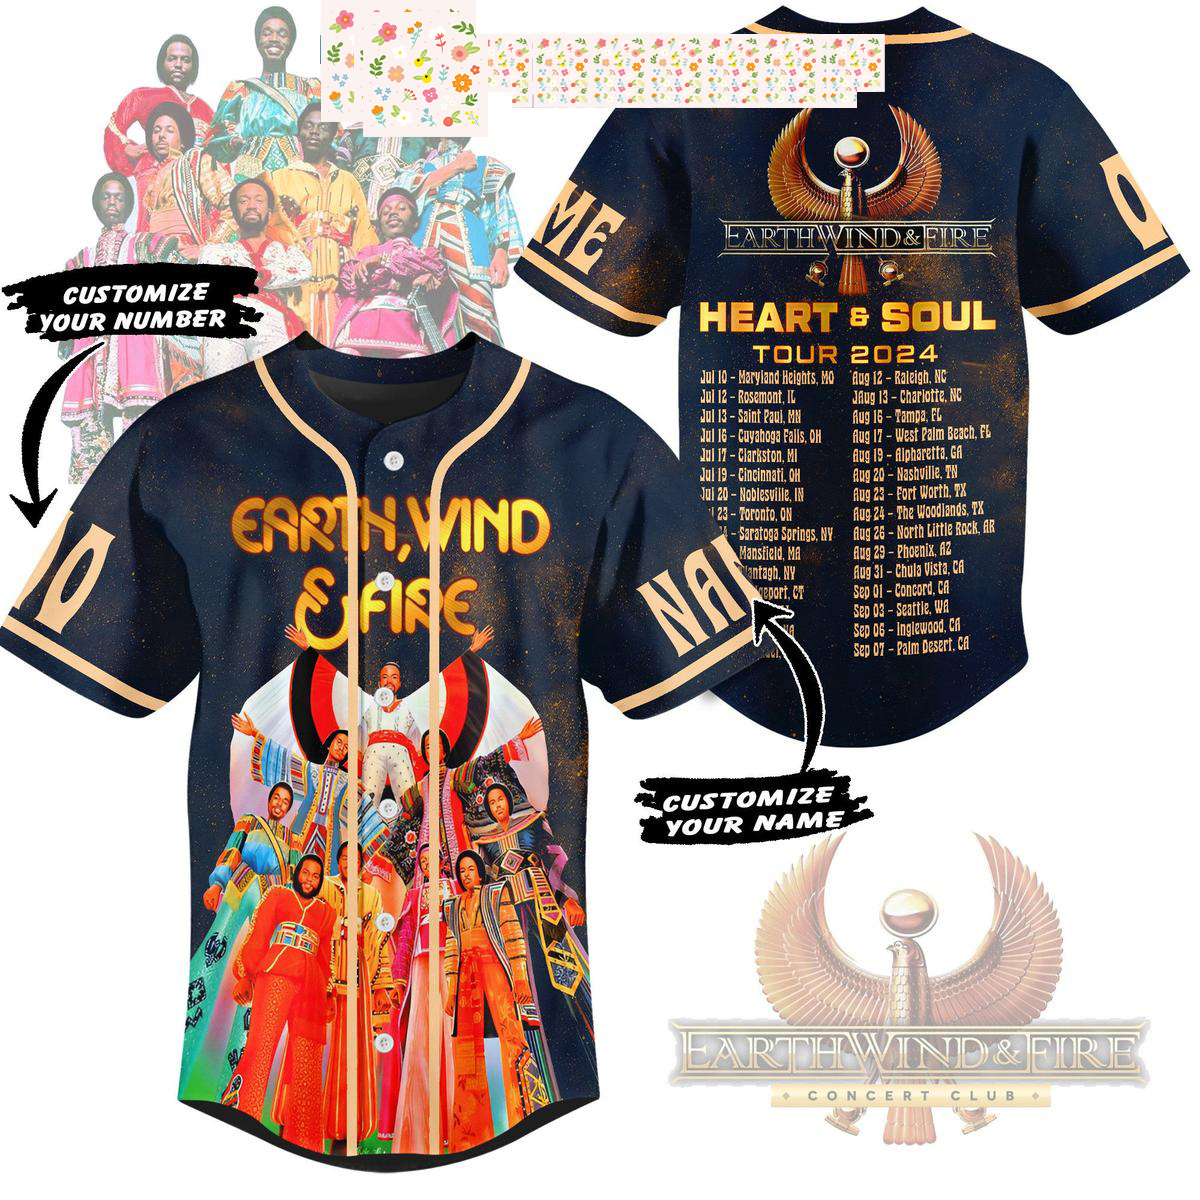 CUSTOMIZE
YOUR NUMBER
EARTH, WIND
& FIRE
NAM
ME
EARTH WIND & FIRE
HEART & SOUL
TOUR 2024
Jul 10 – Maryland Heights, MO
Jul 12 – Rosemont, IL
Jul 13 – Saint Paul, MN
Jul 16 – Cuyahoga Falls, OH
Jul 17 – Clarkston, MI
Jul 19 – Cincinnati, OH
Jul 20 – Noblesville, IN
23 – Toronto, ON
– Saratoga Springs, NY
Mansfield, MA
NY
CT
Aug 12 – Raleigh, NC
JAug 13 – Charlotte, NC
Aug 16 – Tampa, FL
Aug 17 – West Palm Beach, FL
Aug 19 – Alpharetta, GA
Aug 20 – Nashville, TN
Aug 23 – Fort Worth, TX
Aug 24 – The Woodlands, TX
Aug 26 – North Little Rock, AR
Aug 29 – Phoenix, AZ
Aug 31 – Chula Vista, CA
Sep 01 – Concord, CA
Sep 03 – Seattle, WA
Sep 06 – Inglewood, CA
Sep 07 – Palm Desert, CA
CUSTOMIZE
YOUR NAME
EARTH WIND & FIRE
CONCERT CLUB